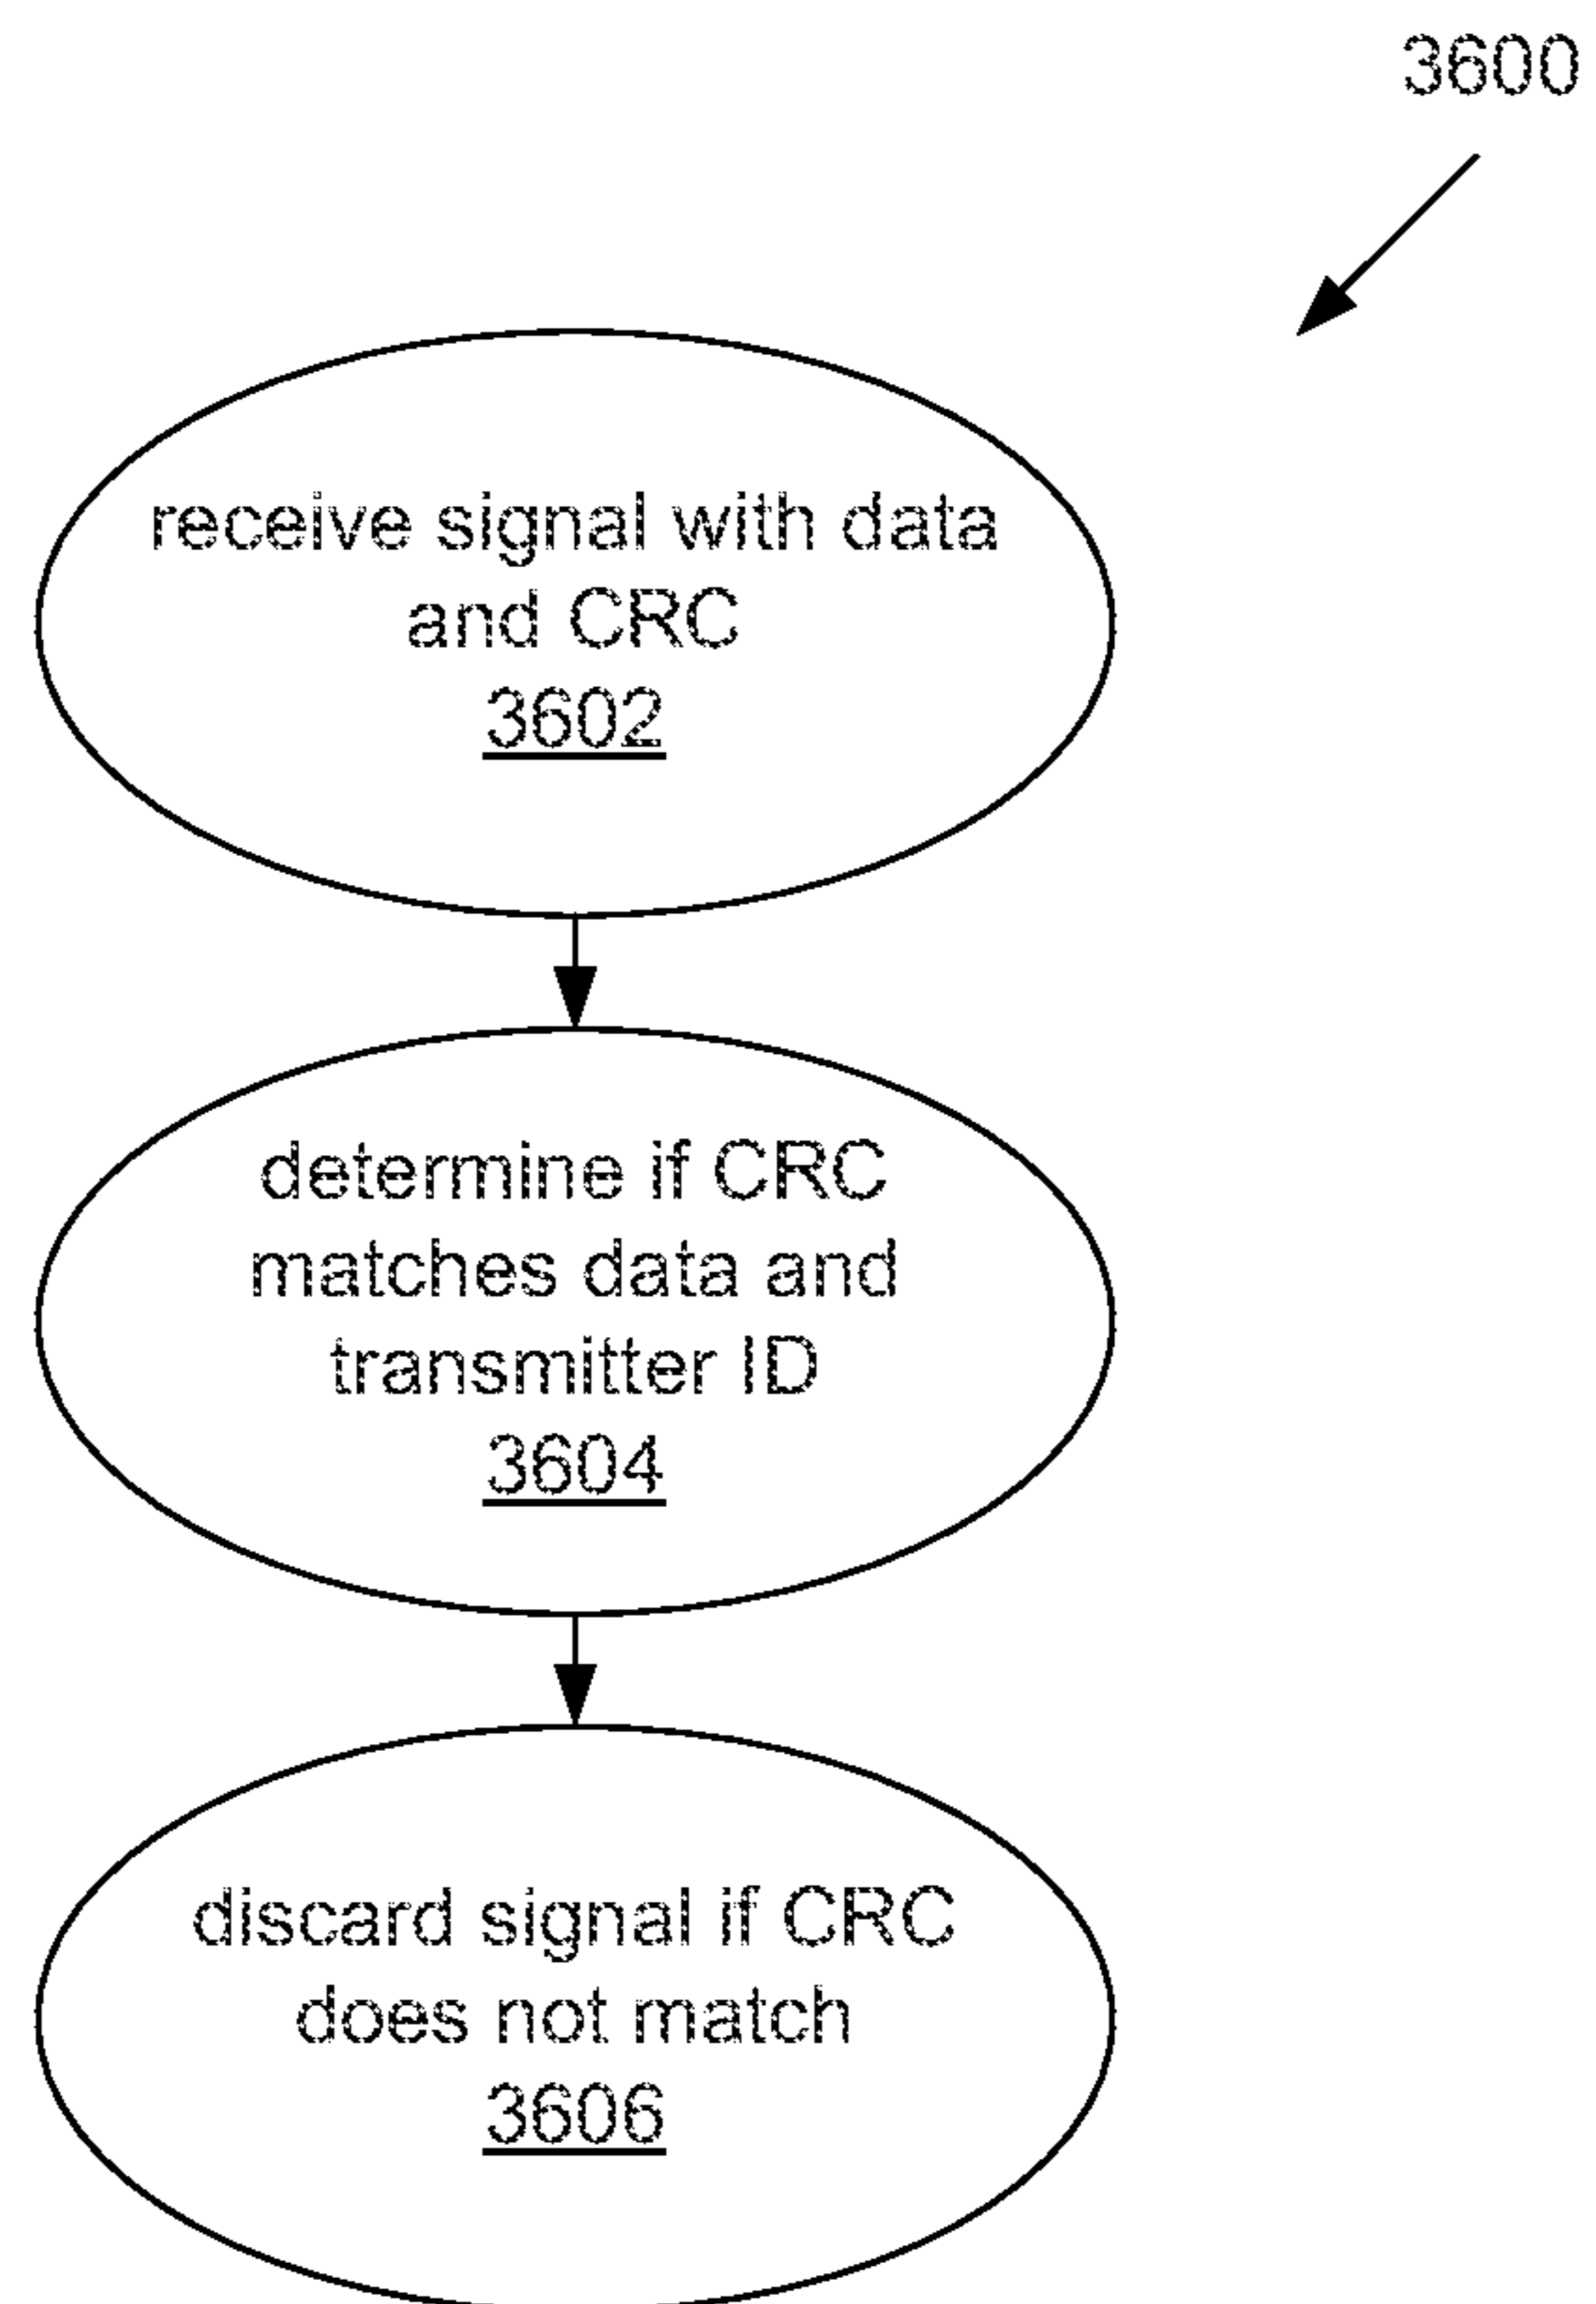 3600
receive signal with data
and CRC
3602
determine if CRC
matches data and
transmitter ID
3604
discard signal if CRC
does not match
3606